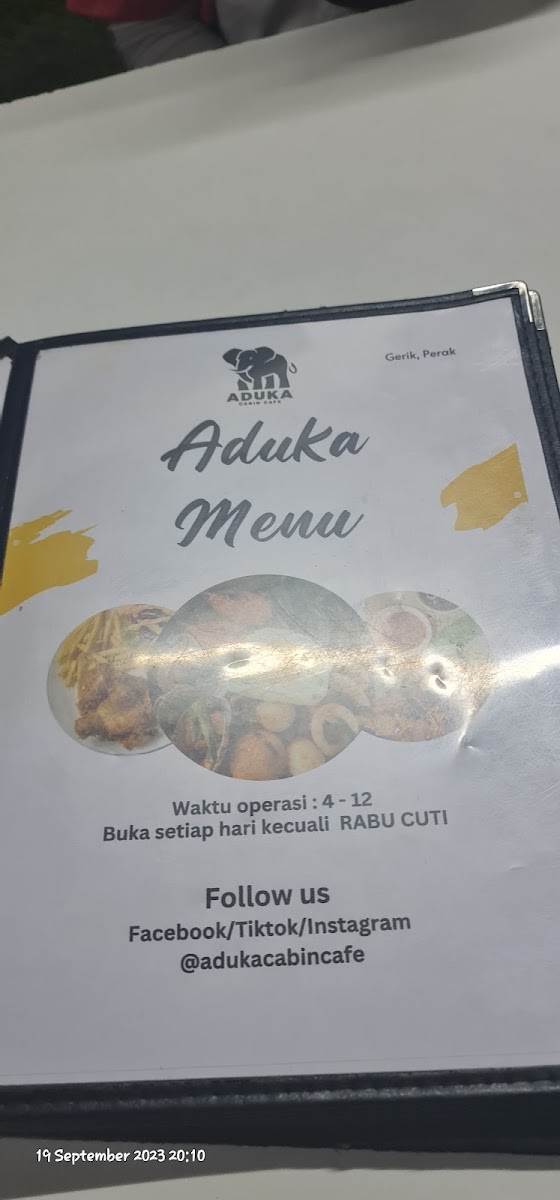 Gerik, Perak
ADUKA
CABIN CAFE
Aduka
Menu
Waktu operasi : 4 - 12
Buka setiap hari kecuali RABU CUTI
Follow us
Facebook/Tiktok/Instagram
@adukacabincafe
19 September 2023 20:10